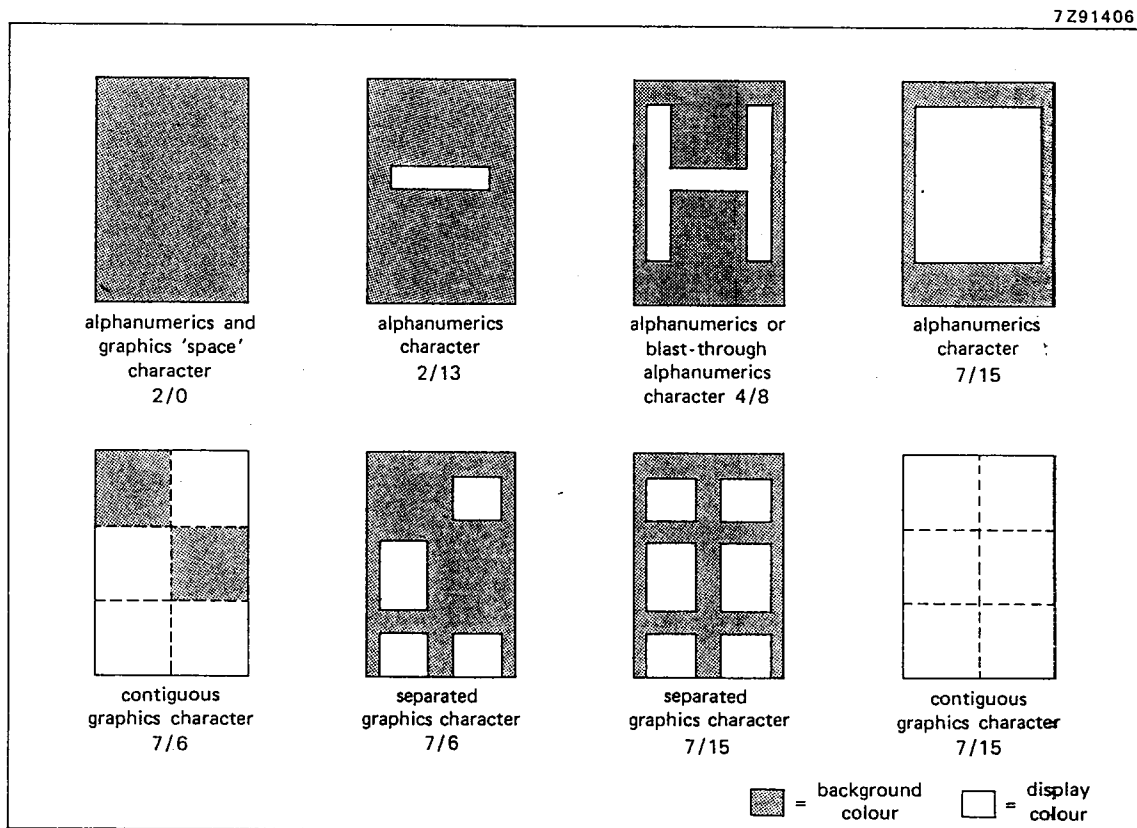 7Z91406
alphanumerics and
graphics 'space'
character
2/0
alphanumerics
character
2/13
alphanumerics or
blast-through
alphanumerics
character 4/8
alphanumerics
character
7/15
contiguous
graphics character
7/6
separated
graphics character
7/6
separated
graphics character
7/15
contiguous
graphics character
7/15
= background
colour
= display
colour